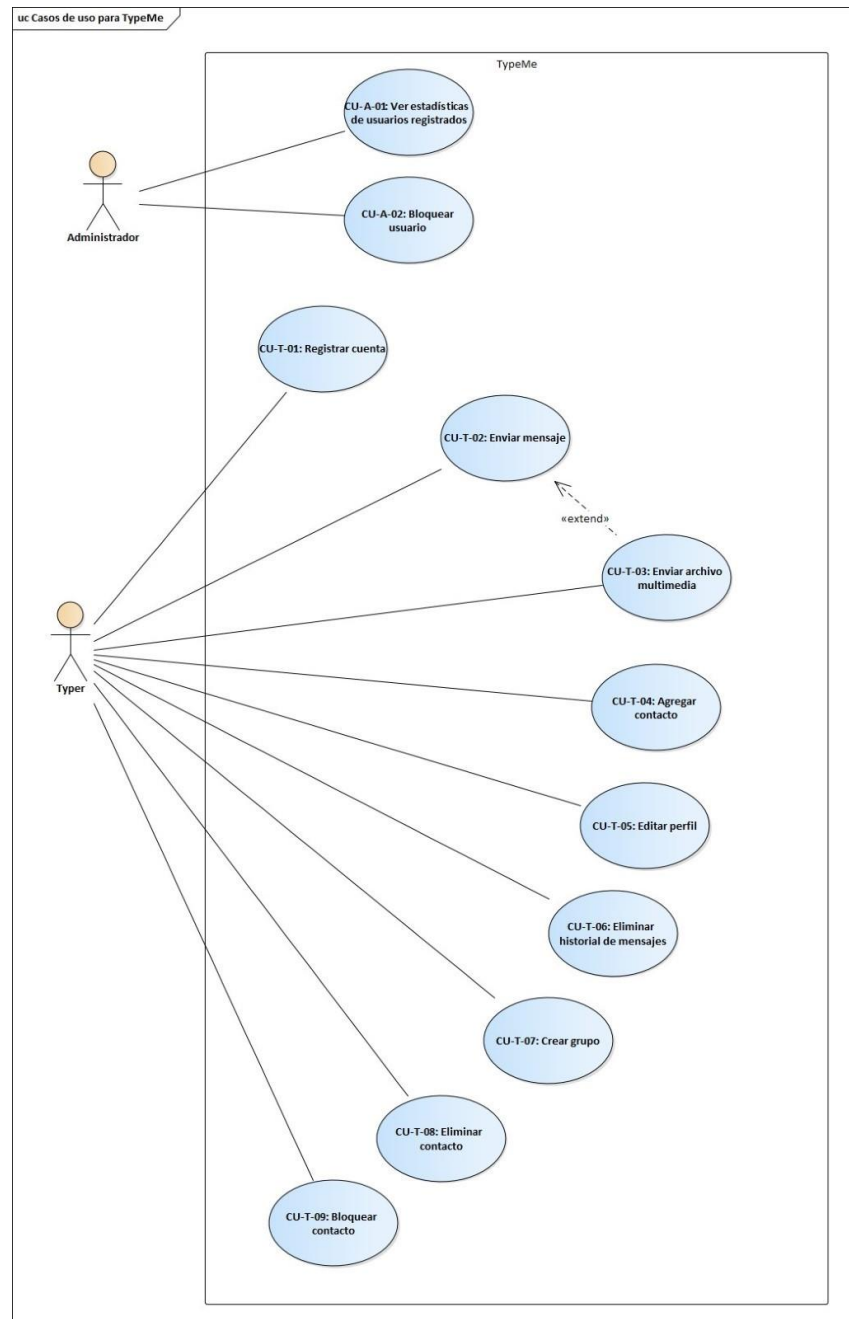 uc Casos de uso para TypeMe
TypeMe
CU-A-01: Ver estadísticas
de usuarios registrados
Administrador
CU-A-02: Bloquear
usuario
CU-T-01: Registrar cuenta
CU-T-02: Enviar mensaje
«extend»
CU-T-03: Enviar archivo
multimedia
Typer
CU-T-04: Agregar
contacto
CU-T-05: Editar perfil
CU-T-06: Eliminar
historial de mensajes
CU-T-07: Crear grupo
CU-T-08: Eliminar
contacto
CU-T-09: Bloquear
contacto